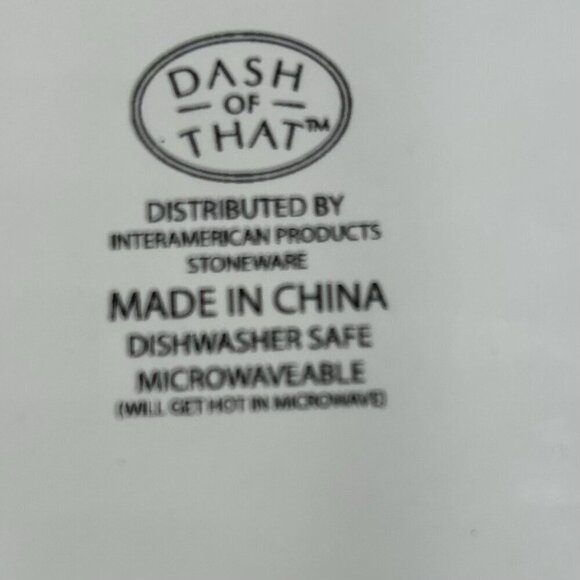 DASH
— OF —
THAT™
DISTRIBUTED BY
INTERAMERICAN PRODUCTS
STONEWARE
MADE IN CHINA
DISHWASHER SAFE
MICROWAVEABLE
(WILL GET HOT IN MICROWAVE)